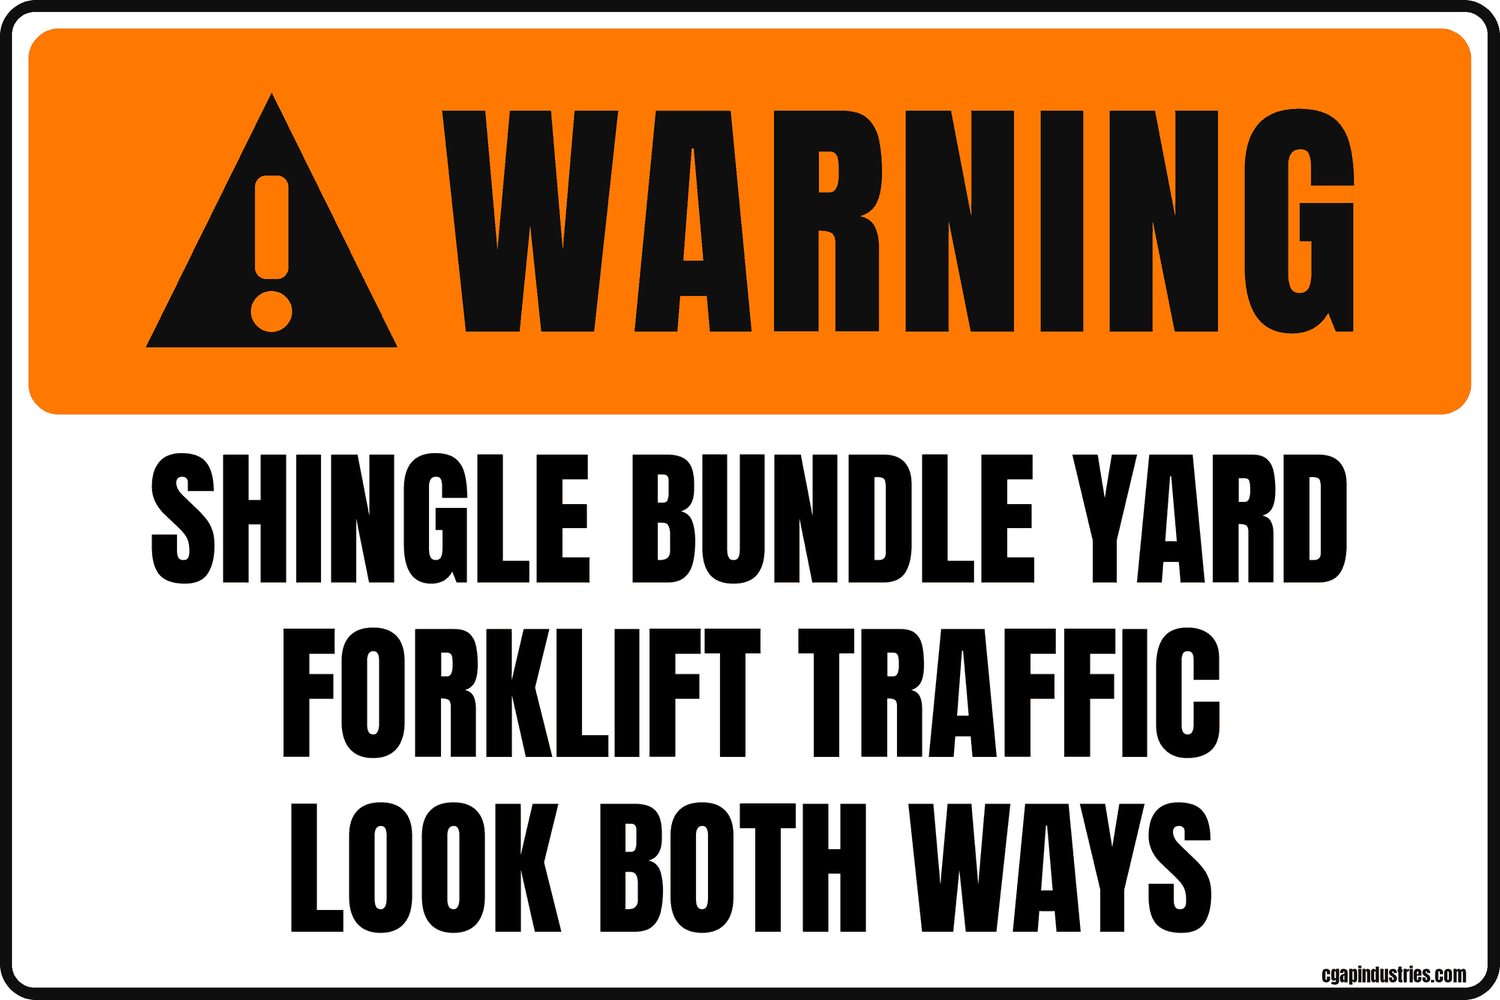 WARNING
SHINGLE BUNDLE YARD
FORKLIFT TRAFFIC
LOOK BOTH WAYS
cgapindustries.com